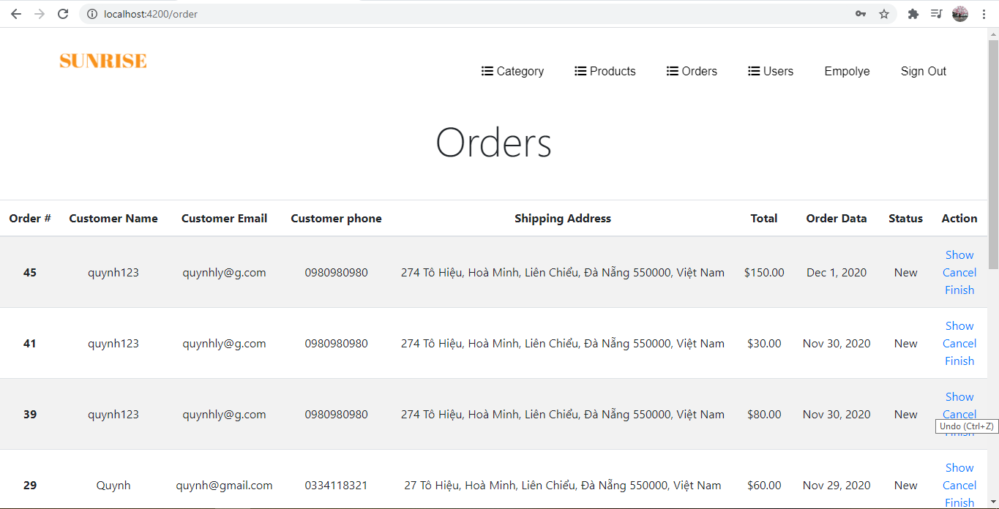 localhost:4200/order
SUNRISE
Category Products Orders Users Empolye Sign Out
Orders
Order # Customer Name Customer Email Customer phone Shipping Address Total Order Data Status Action
45 quynh123 quynhly@g.com 0980980980 274 Tô Hiệu, Hoà Minh, Liên Chiểu, Đà Nẵng 550000, Việt Nam $150.00 Dec 1, 2020 New Show
Cancel
Finish
41 quynh123 quynhly@g.com 0980980980 274 Tô Hiệu, Hoà Minh, Liên Chiểu, Đà Nẵng 550000, Việt Nam $30.00 Nov 30, 2020 New Show
Cancel
Finish
39 quynh123 quynhly@g.com 0980980980 274 Tô Hiệu, Hoà Minh, Liên Chiểu, Đà Nẵng 550000, Việt Nam $80.00 Nov 30, 2020 New Show
Cancel
Undo (Ctrl+Z)
Finish
29 Quynh quynh@gmail.com 0334118321 27 Tô Hiệu, Hoà Minh, Liên Chiểu, Đà Nẵng 550000, Việt Nam $60.00 Nov 29, 2020 New Show
Cancel
Finish